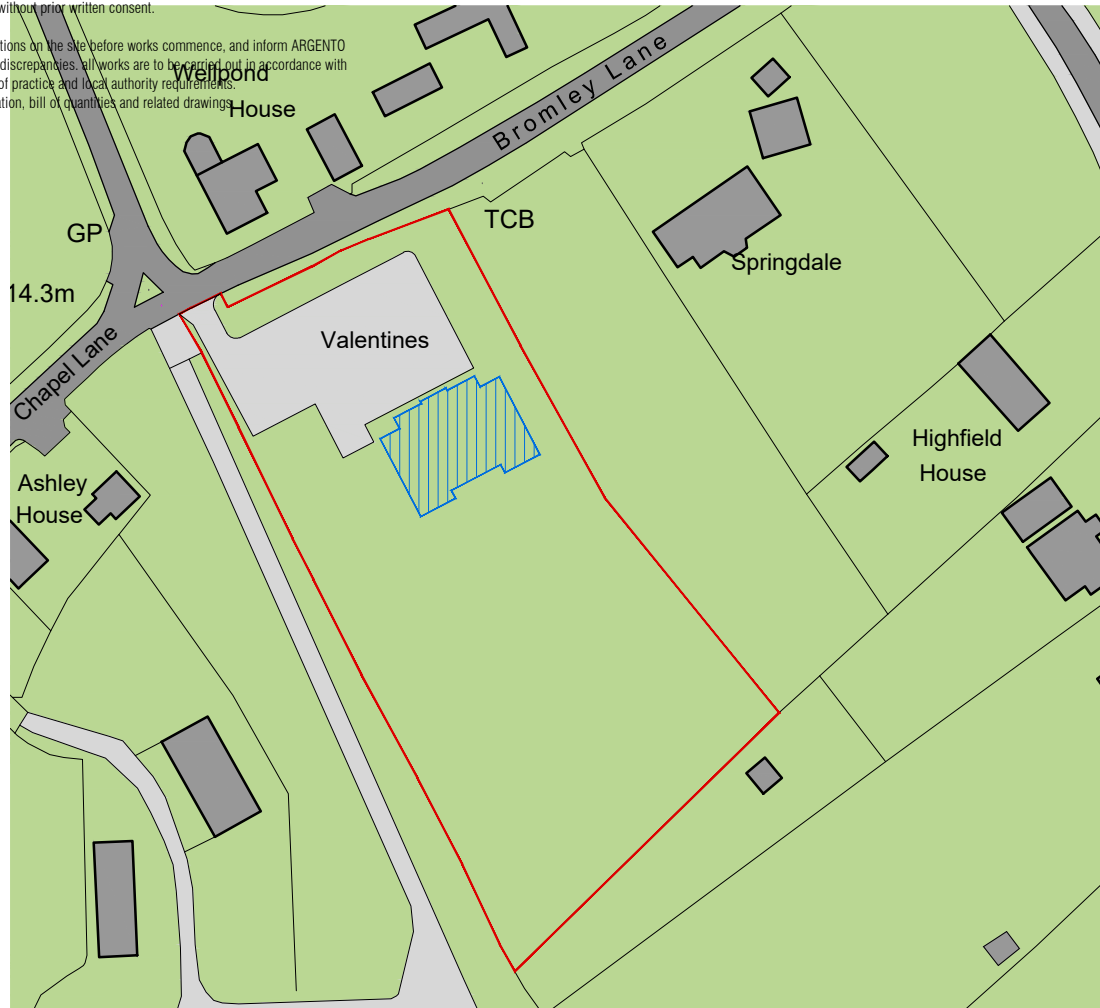 without prior written consent.
tions on the site before works commence, and inform ARGENTO
discrepancies. all works are to be carried out in accordance with
of practice and local authority requirements.
ation, bill of quantities and related drawings.
Wellpond
House
Bromley Lane
GP
TCB
Springdale
14.3m
Valentines
Chapel Lane
Highfield
House
Ashley
House